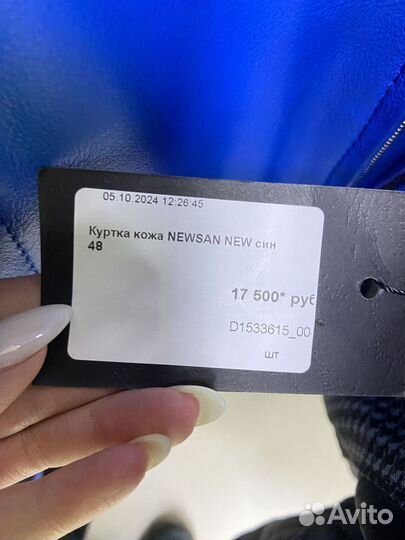 05.10.2024 12:26:45
Куртка кожа NEWSAN NEW син
48
17 500* руб
D1533615_00
шт
Avito